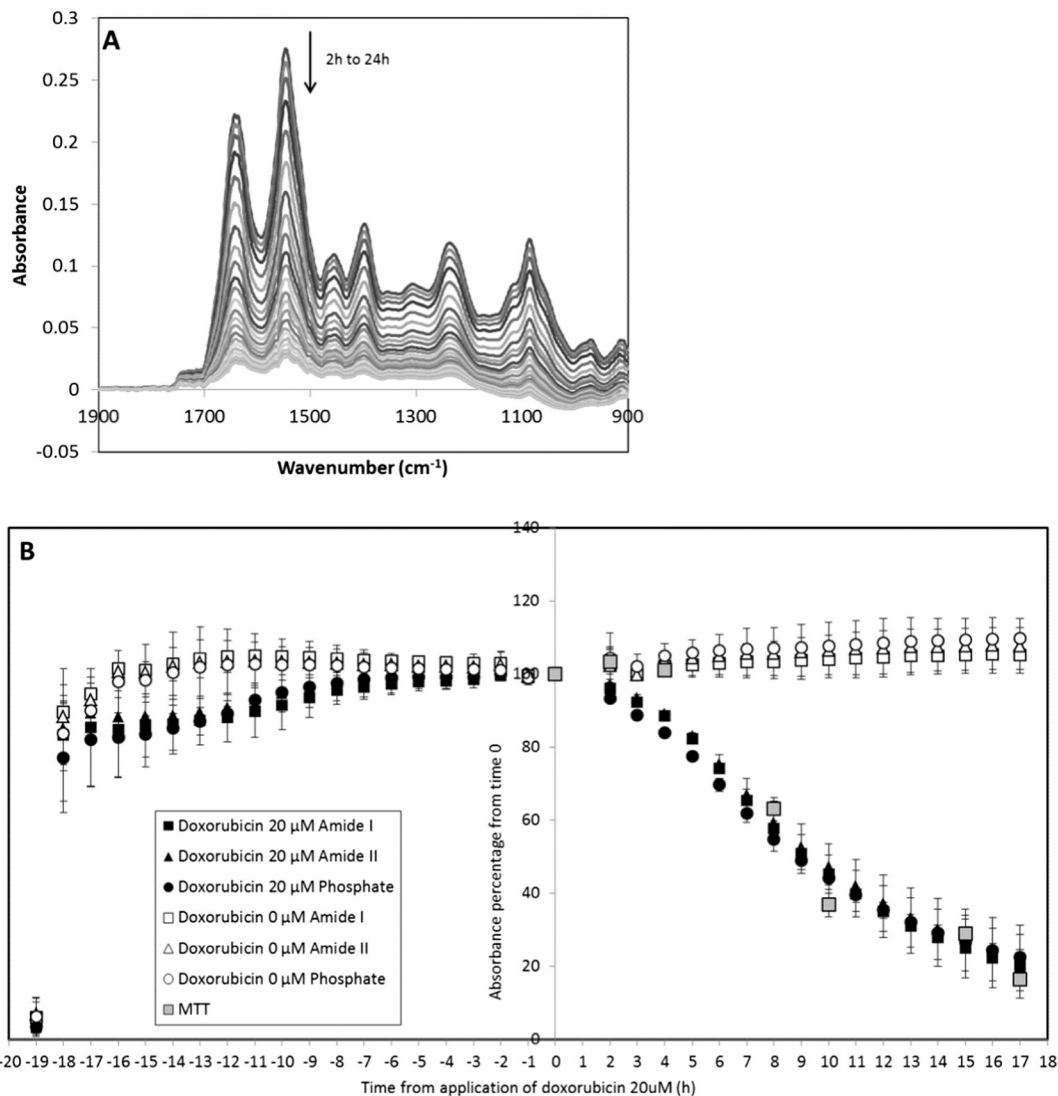 A
2h to 24h
0.3
0.25
0.2
0.15
0.1
0.05
0
-0.05
Absorbance
1900 1700 1500 1300 1100 900
Wavenumber (cm-1)
B
140
120
100
80
60
40
20
0
Absorbance percentage from time 0
Doxorubicin 20 µM Amide I
Doxorubicin 20 µM Amide II
Doxorubicin 20 µM Phosphate
Doxorubicin 0 µM Amide I
Doxorubicin 0 µM Amide II
Doxorubicin 0 µM Phosphate
MTT
-20 -19 -18 -17 -16 -15 -14 -13 -12 -11 -10 -9 -8 -7 -6 -5 -4 -3 -2 -1 0 1 2 3 4 5 6 7 8 9 10 11 12 13 14 15 16 17 18
Time from application of doxorubicin 20uM (h)